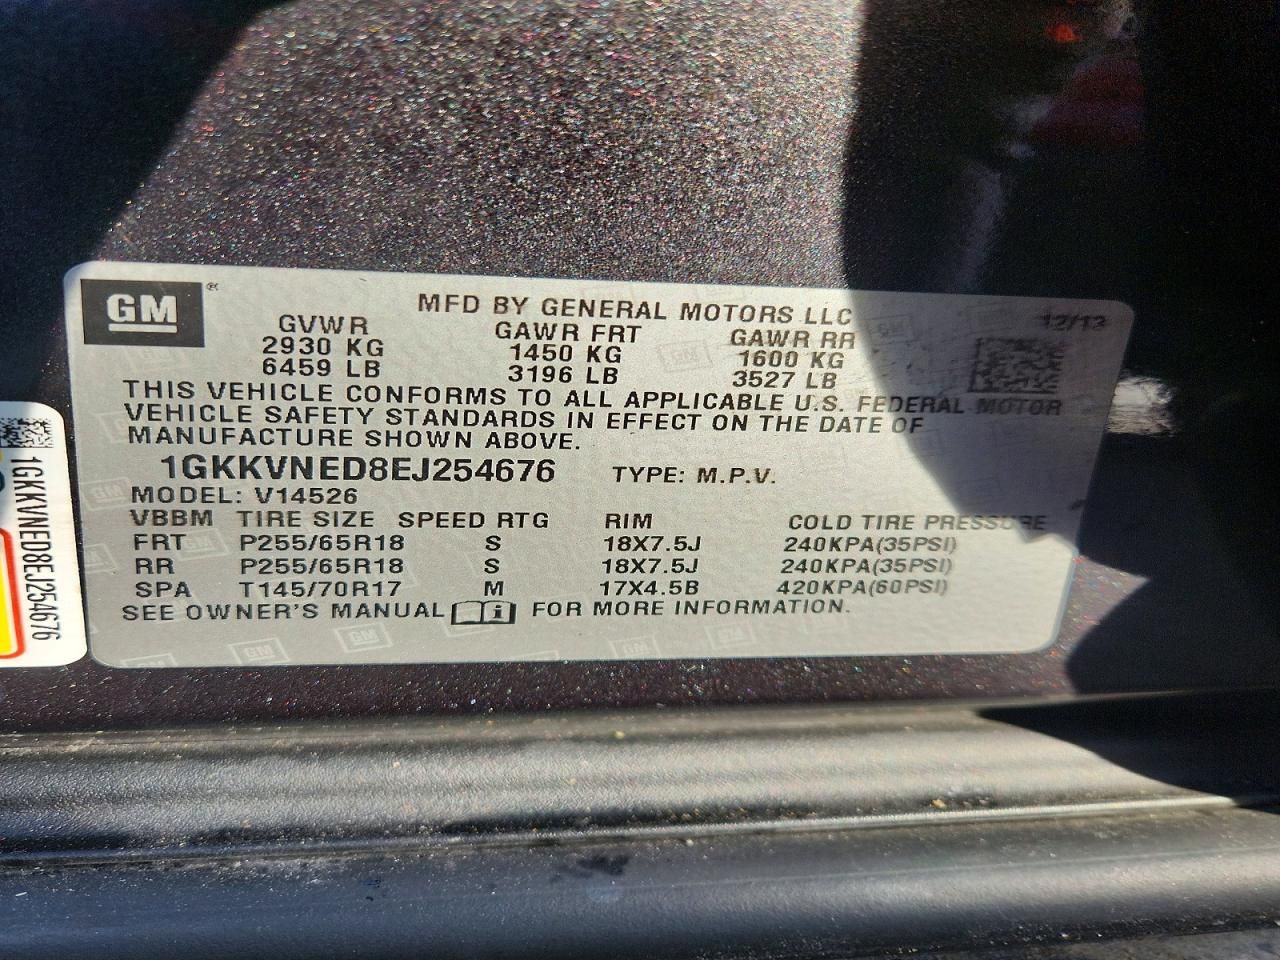 GM
MFD BY GENERAL MOTORS LLC
12/13
GVWR GAWR FRT GAWR RR
2930 KG 1450 KG 1600 KG
6459 LB 3196 LB 3527 LB
THIS VEHICLE CONFORMS TO ALL APPLICABLE U.S. FEDERAL MOTOR
VEHICLE SAFETY STANDARDS IN EFFECT ON THE DATE OF
MANUFACTURE SHOWN ABOVE.
1GKKVNED8EJ254676 TYPE: M.P.V.
MODEL: V14526
VBBM TIRE SIZE SPEED RTG RIM COLD TIRE PRESSURE
FRT P255/65R18 S 18X7.5J 240KPA(35PSI)
RR P255/65R18 S 18X7.5J 240KPA(35PSI)
SPA T145/70R17 M 17X4.5B 420KPA(60PSI)
SEE OWNER'S MANUAL i FOR MORE INFORMATION.
1GKKVNED8EJ254676